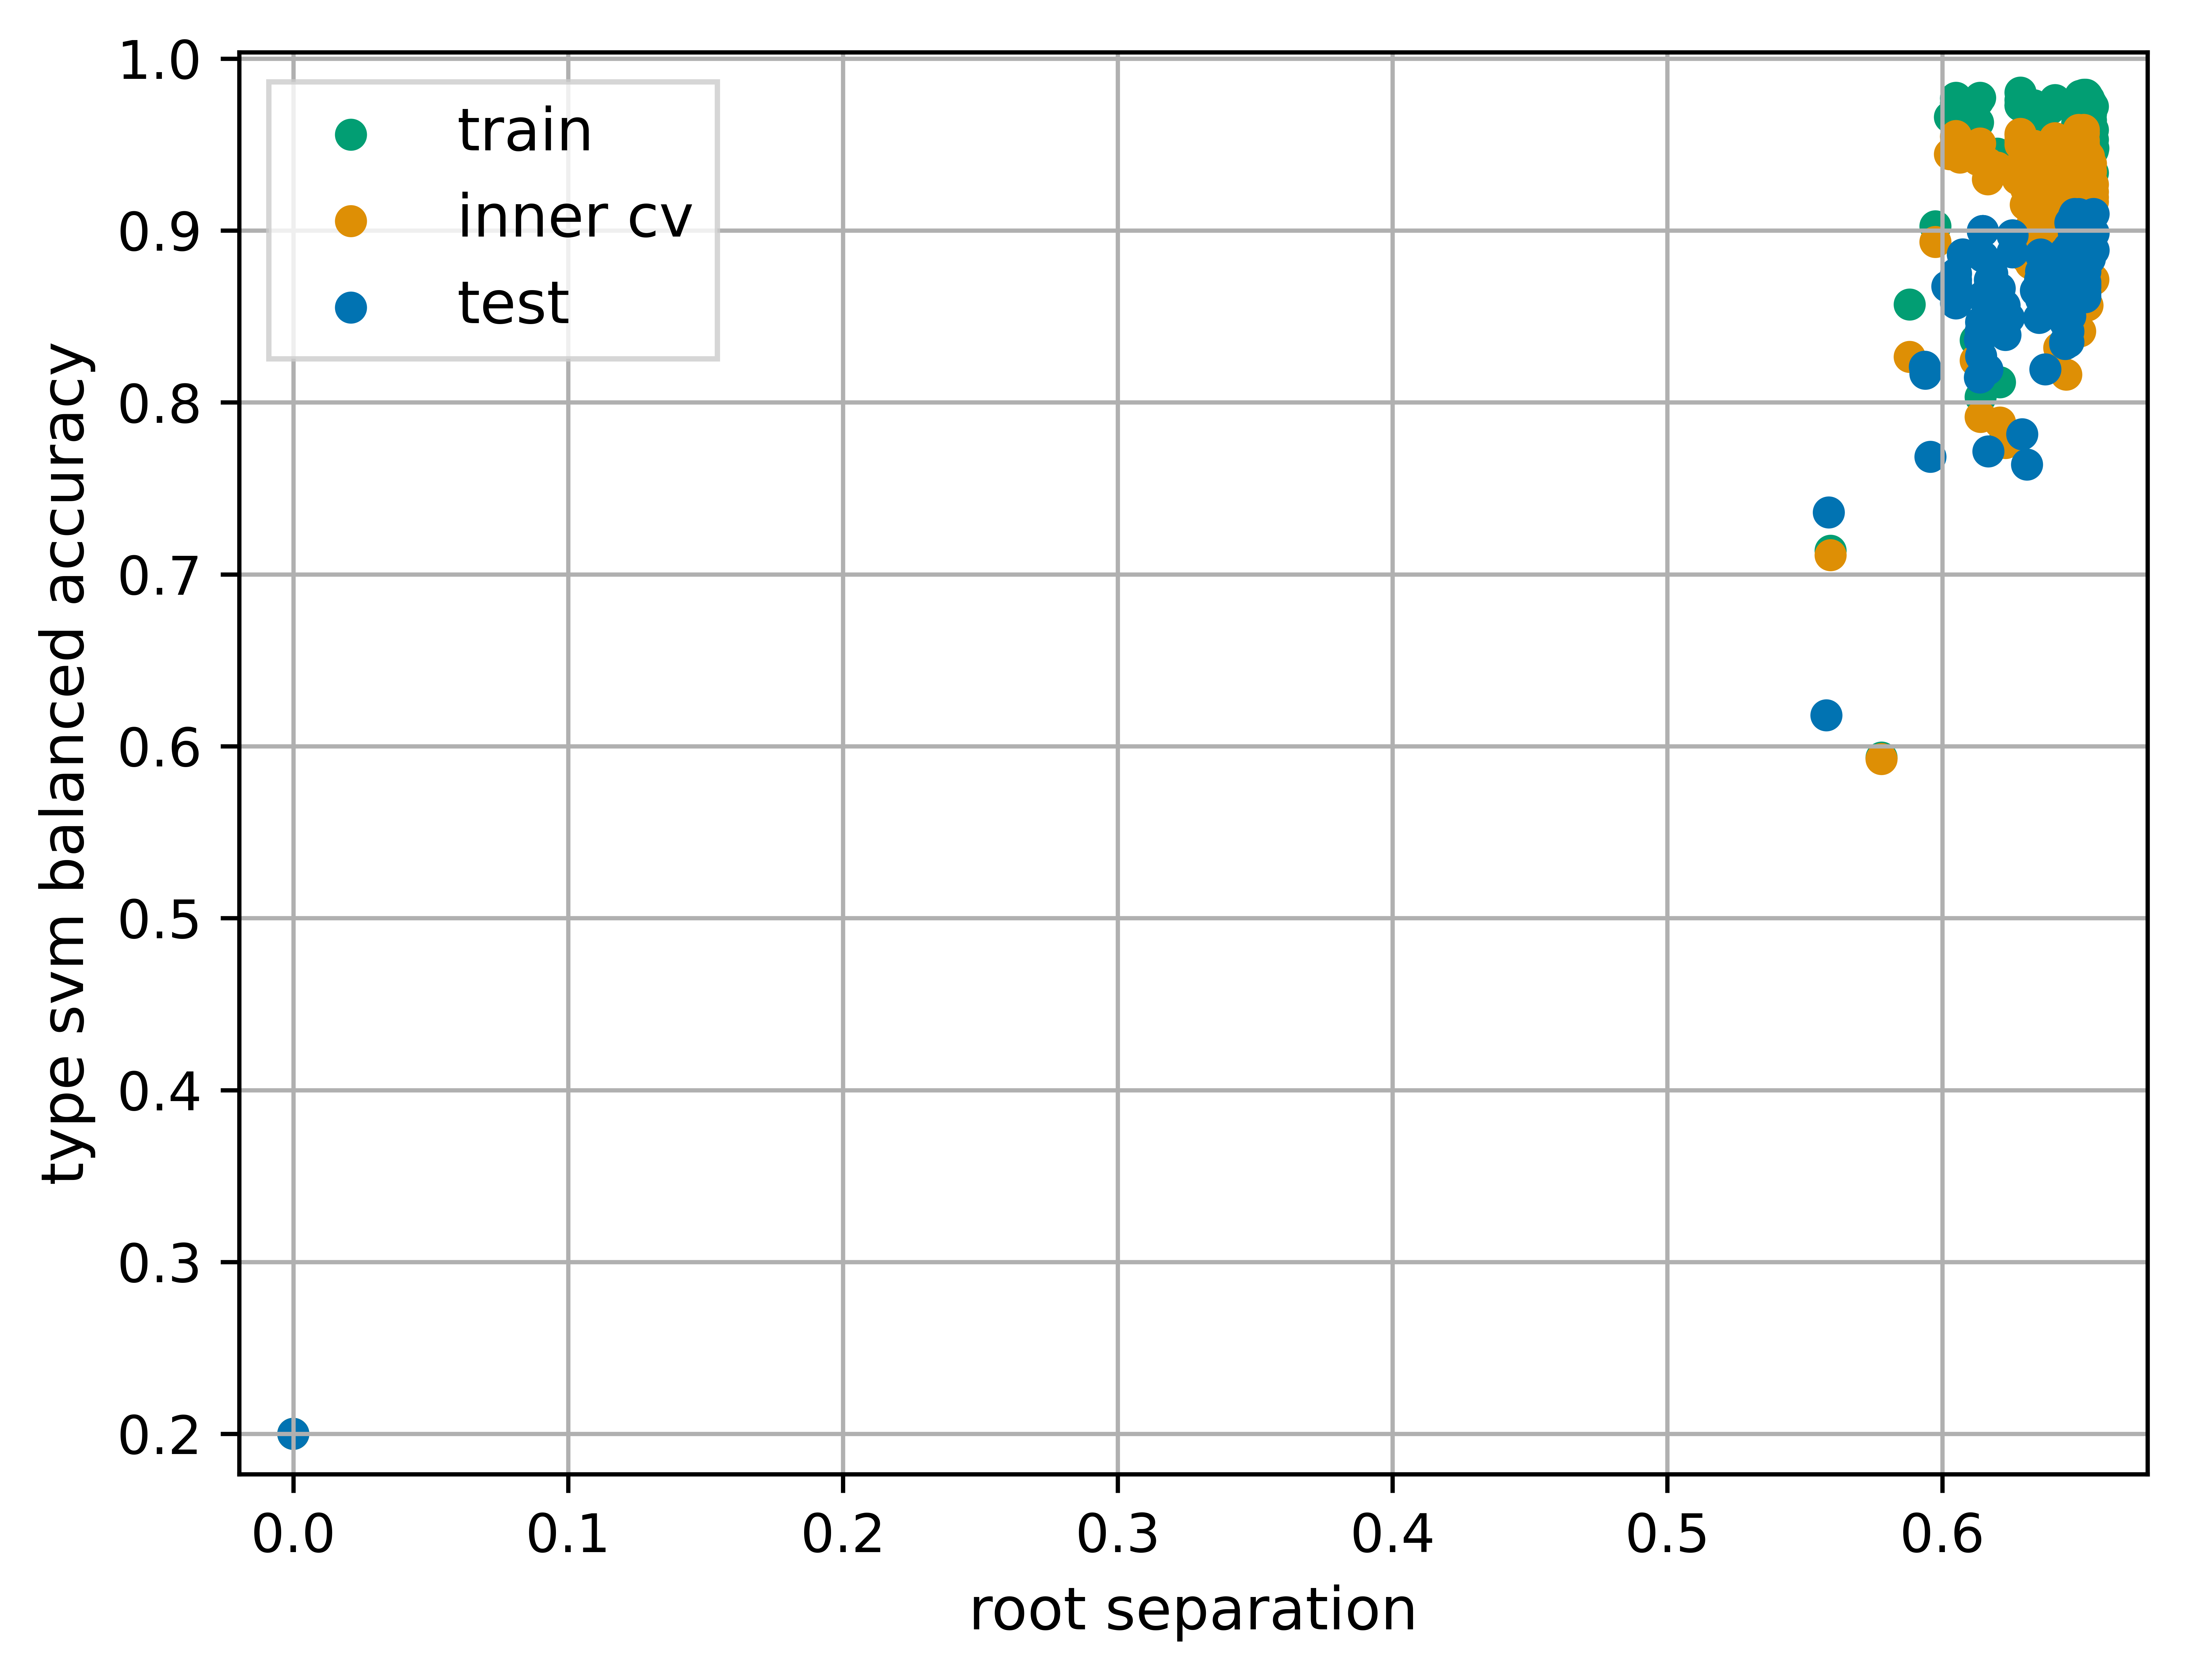 1.0
0.9
0.8
0.7
0.6
0.5
0.4
0.3
0.2
type svm balanced accuracy
train
inner cv
test
0.0 0.1 0.2 0.3 0.4 0.5 0.6
root separation